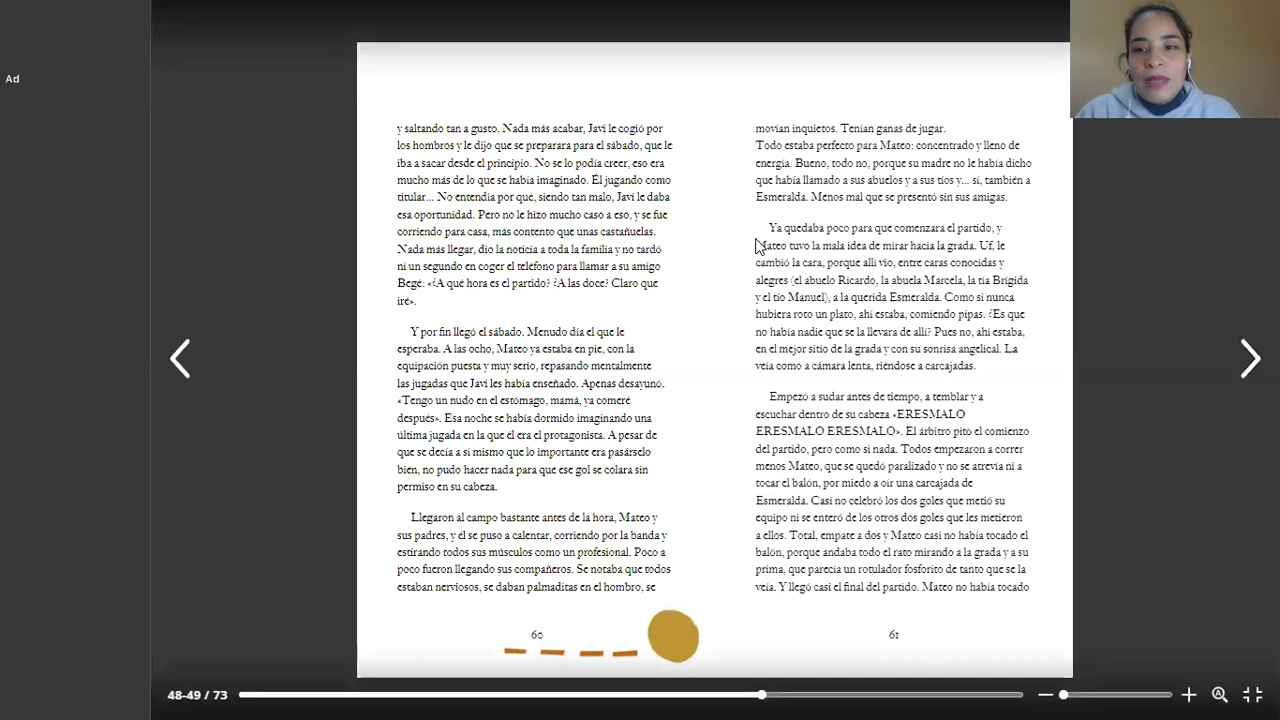 Ad
y saltando tan a gusto. Nada más acabar, Javi le cogió por
los hombros y le dijo que se preparara para el sábado, que le
iba a sacar desde el principio. No se lo podía creer, eso era
mucho más de lo que se había imaginado. Él jugando como
titular... No entendía por qué, siendo tan malo, Javi le daba
esa oportunidad. Pero no le hizo mucho caso a eso, y se fue
corriendo para casa, más contento que unas castañuelas.
Nada más llegar, dio la noticia a toda la familia y no tardó
ni un segundo en coger el teléfono para llamar a su amigo
Begé: «¿A qué hora es el partido? ¿A las doce? Claro que
iré».
Y por fin llegó el sábado. Menudo día el que le
esperaba. A las ocho, Mateo ya estaba en pie, con la
equipación puesta y muy serio, repasando mentalmente
las jugadas que Javi les había enseñado. Apenas desayunó.
«Tengo un nudo en el estómago, mamá, ya comeré
después». Esa noche se había dormido imaginando una
última jugada en la que él era el protagonista. A pesar de
que se decía a sí mismo que lo importante era pasárselo
bien, no pudo hacer nada para que ese gol se colara sin
permiso en su cabeza.
Llegaron al campo bastante antes de la hora, Mateo y
sus padres, y él se puso a calentar, corriendo por la banda y
estirando todos sus músculos como un profesional. Poco a
poco fueron llegando sus compañeros. Se notaba que todos
estaban nerviosos, se daban palmaditas en el hombro, se
60
movían inquietos. Tenían ganas de jugar.
Todo estaba perfecto para Mateo: concentrado y lleno de
energía. Bueno, todo no, porque su madre no le había dicho
que había llamado a sus abuelos y a sus tíos y... sí, también a
Esmeralda. Menos mal que se presentó sin sus amigas.
Ya quedaba poco para que comenzara el partido, y
Mateo tuvo la mala idea de mirar hacia la grada. Uf, le
cambió la cara, porque allí vio, entre caras conocidas y
alegres (el abuelo Ricardo, la abuela Marcela, la tía Brígida
y el tío Manuel), a la querida Esmeralda. Como si nunca
hubiera roto un plato, ahí estaba, comiendo pipas. ¿Es que
no había nadie que se la llevara de allí? Pues no, ahí estaba,
en el mejor sitio de la grada y con su sonrisa angelical. La
veía como a cámara lenta, riéndose a carcajadas.
Empezó a sudar antes de tiempo, a temblar y a
escuchar dentro de su cabeza «ERESMALO
ERESMALO ERESMALO». El árbitro pitó el comienzo
del partido, pero como si nada. Todos empezaron a correr
menos Mateo, que se quedó paralizado y no se atrevía ni a
tocar el balón, por miedo a oír una carcajada de
Esmeralda. Casi no celebró los dos goles que metió su
equipo ni se enteró de los otros dos goles que les metieron
a ellos. Total, empate a dos y Mateo casi no había tocado el
balón, porque andaba todo el rato mirando a la grada y a su
prima, que parecía un rotulador fosforito de tanto que se la
veía. Y llegó casi el final del partido. Mateo no había tocado
61
48-49 / 73